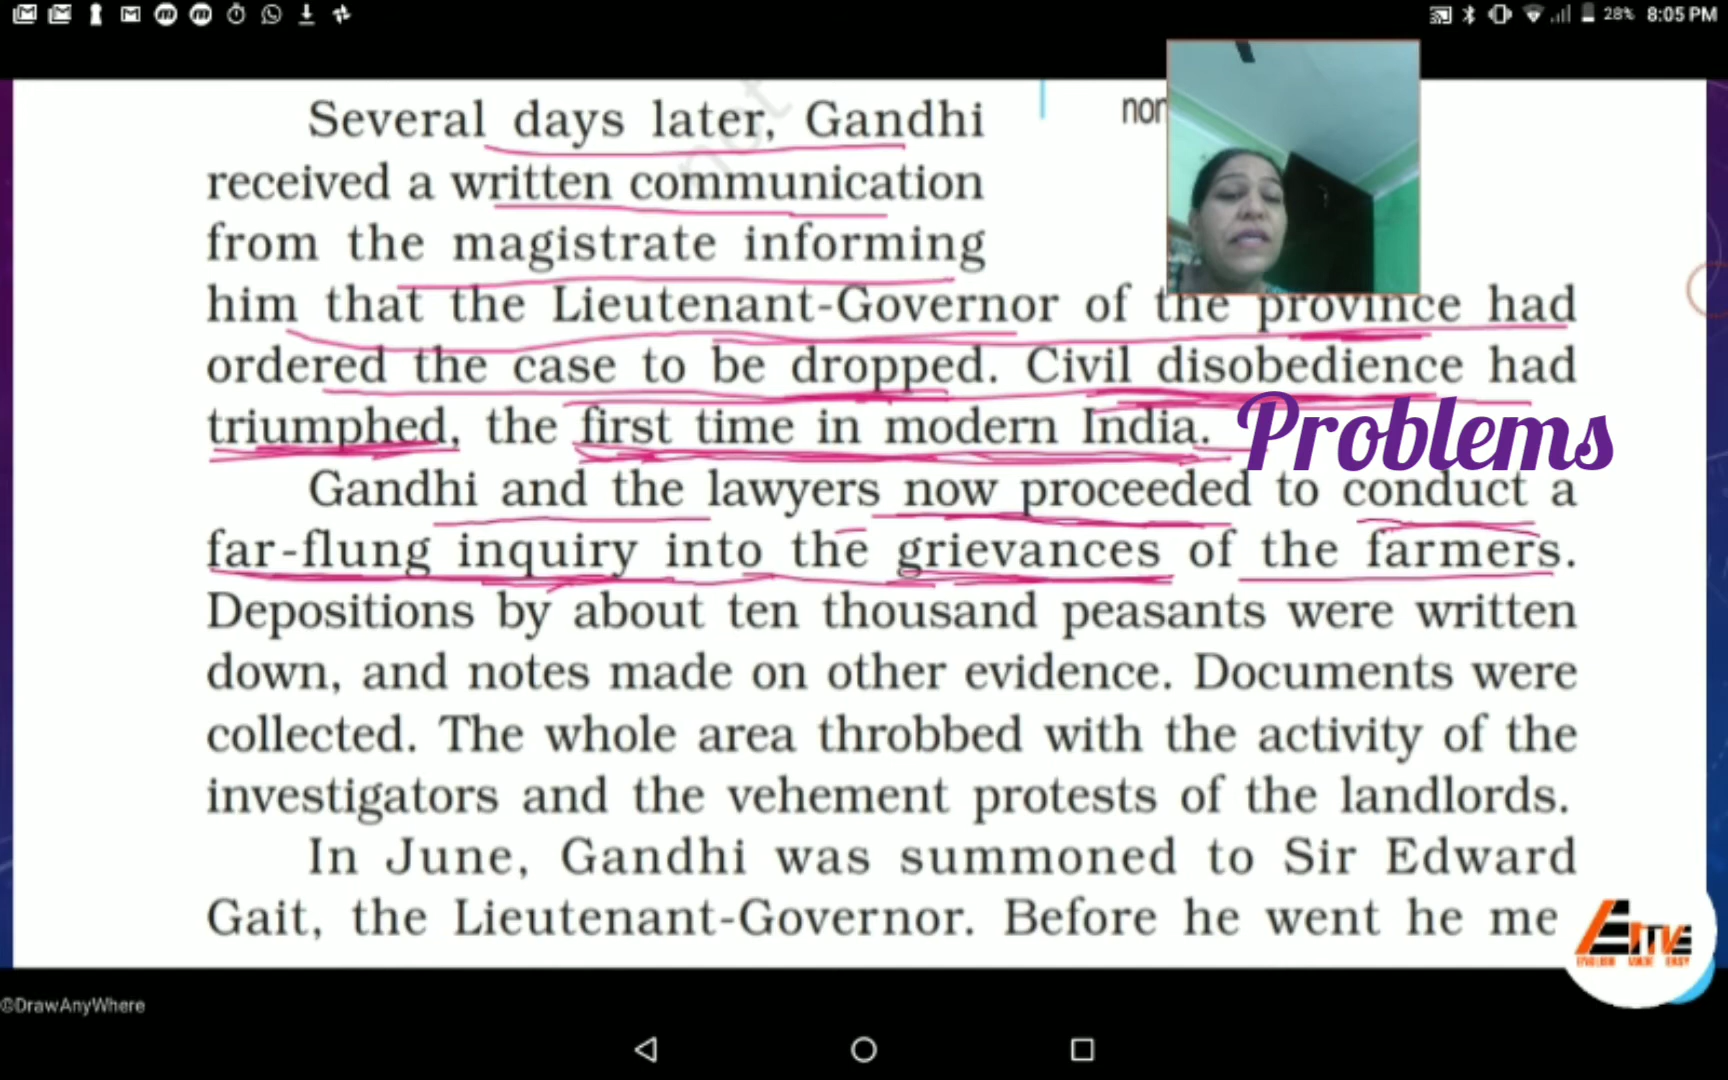 28% 8:05 PM
Several days later, Gandhi
received a written communication
from the magistrate informing
him that the Lieutenant-Governor of the province had
ordered the case to be dropped. Civil disobedience had
triumphed, the first time in modern India.
Problems
Gandhi and the lawyers now proceeded to conduct a
far-flung inquiry into the grievances of the farmers.
Depositions by about ten thousand peasants were written
down, and notes made on other evidence. Documents were
collected. The whole area throbbed with the activity of the
investigators and the vehement protests of the landlords.
In June, Gandhi was summoned to Sir Edward
Gait, the Lieutenant-Governor. Before he went he me
ENGLISH MADE EASY
©DrawAnyWhere